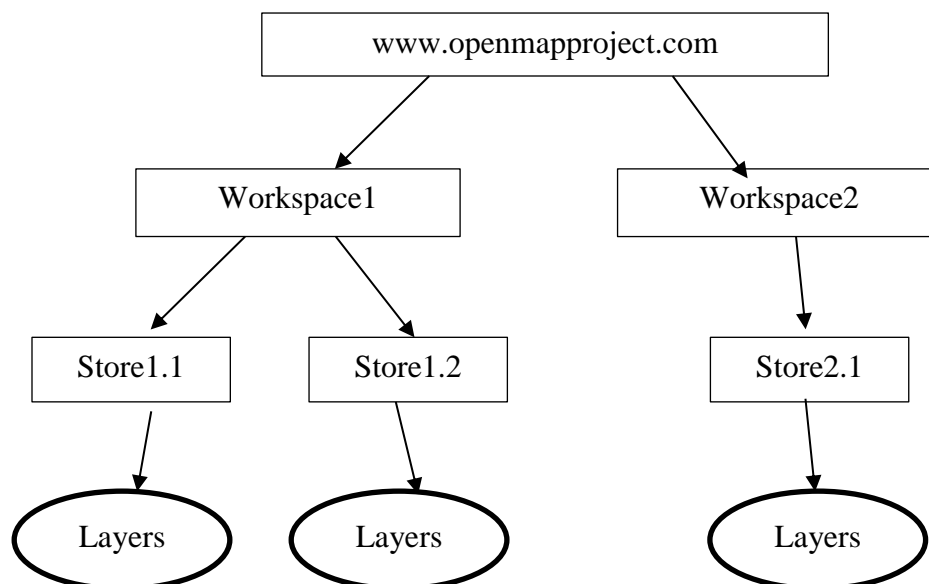 www.openmapproject.com
Workspace1
Workspace2
Store1.1
Store1.2
Store2.1
Layers
Layers
Layers